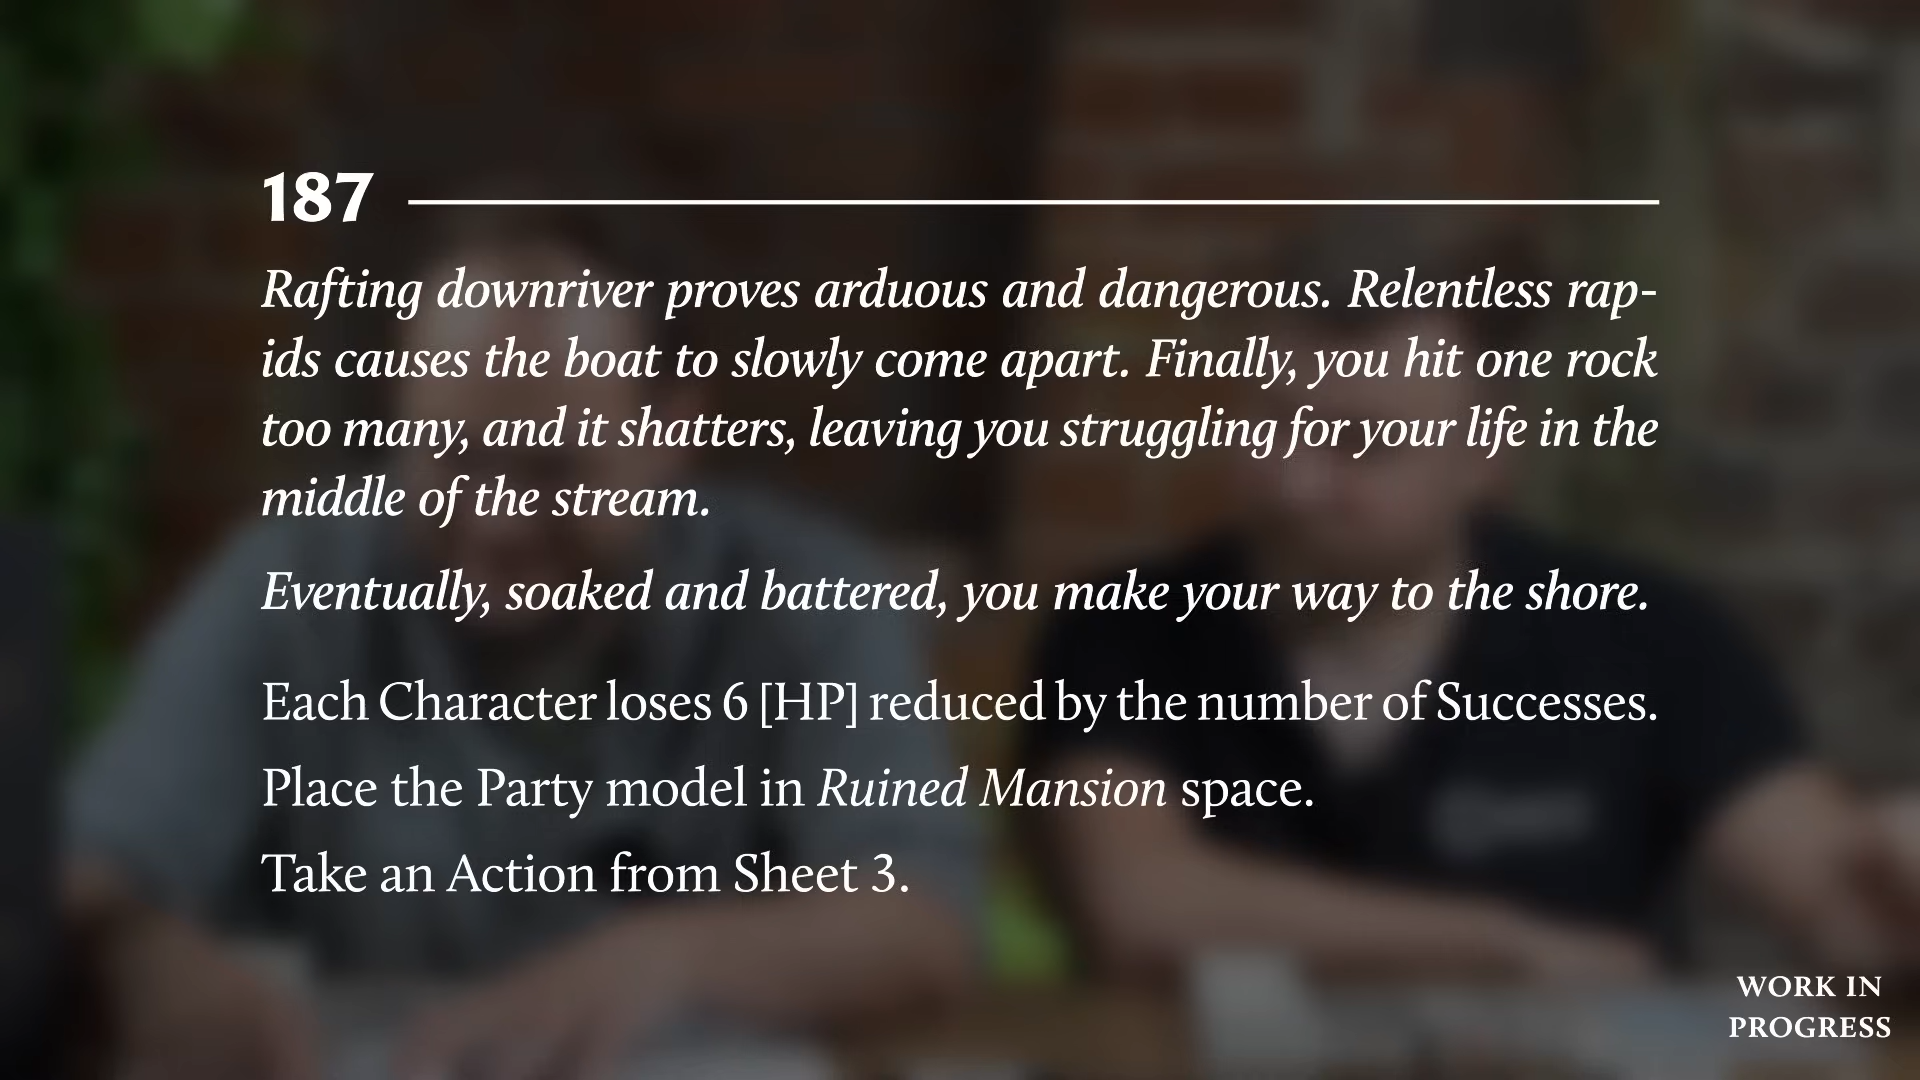 187
Rafting downriver proves arduous and dangerous. Relentless rap-
ids causes the boat to slowly come apart. Finally, you hit one rock
too many, and it shatters, leaving you struggling for your life in the
middle of the stream.
Eventually, soaked and battered, you make your way to the shore.
Each Character loses 6 [HP] reduced by the number of Successes.
Place the Party model in Ruined Mansion space.
Take an Action from Sheet 3.
WORK IN
PROGRESS